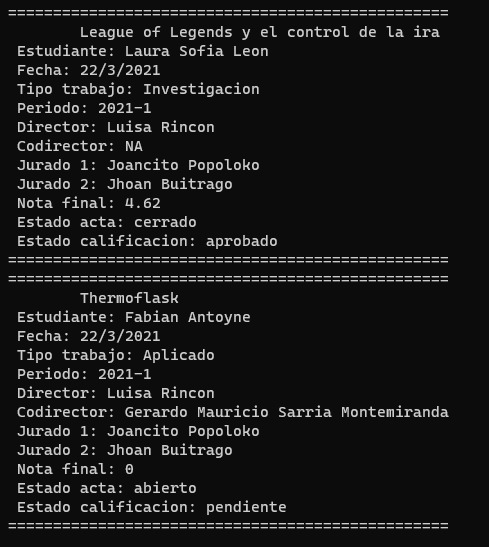 =================================================
League of Legends y el control de la ira
Estudiante: Laura Sofia Leon
Fecha: 22/3/2021
Tipo trabajo: Investigacion
Periodo: 2021-1
Director: Luisa Rincon
Codirector: NA
Jurado 1: Joancito Popoloko
Jurado 2: Jhoan Buitrago
Nota final: 4.62
Estado acta: cerrado
Estado calificacion: aprobado
=================================================
=================================================
Thermoflask
Estudiante: Fabian Antoyne
Fecha: 22/3/2021
Tipo trabajo: Aplicado
Periodo: 2021-1
Director: Luisa Rincon
Codirector: Gerardo Mauricio Sarria Montemiranda
Jurado 1: Joancito Popoloko
Jurado 2: Jhoan Buitrago
Nota final: 0
Estado acta: abierto
Estado calificacion: pendiente
=================================================